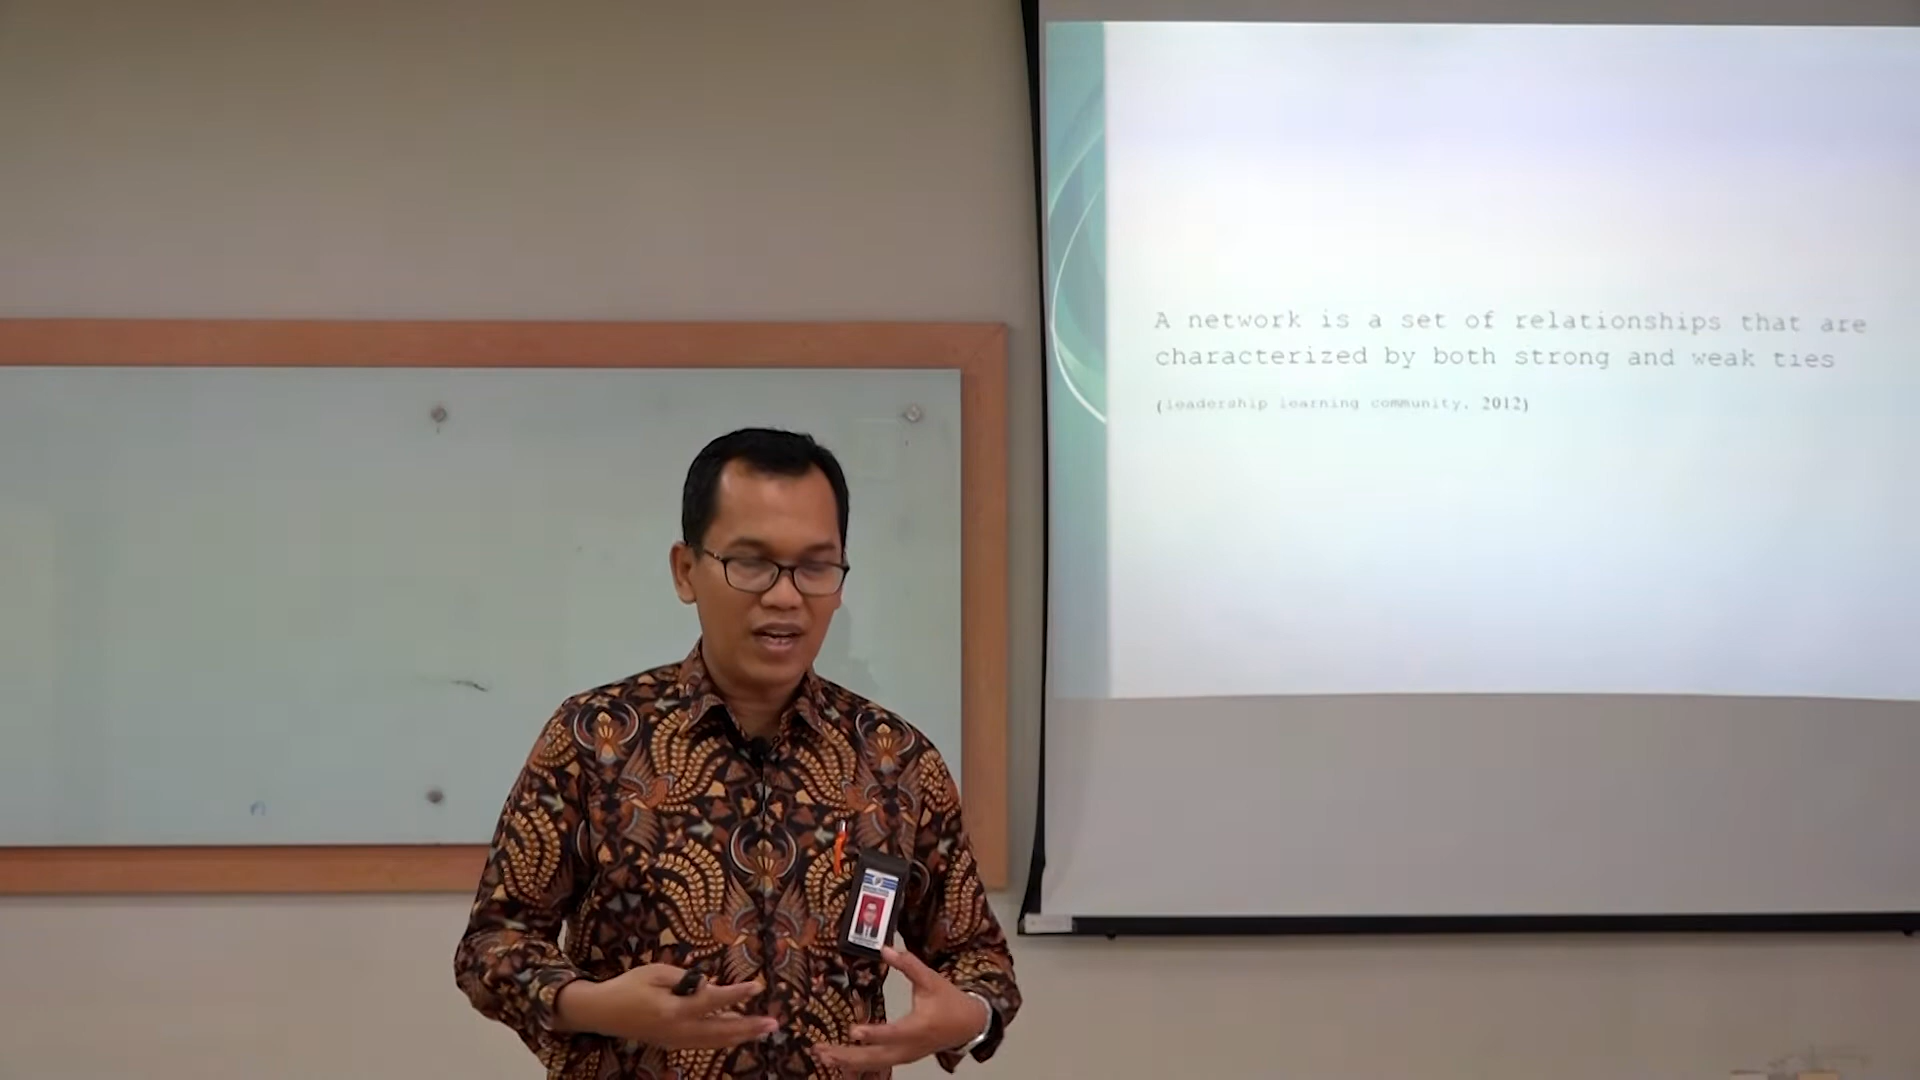 A network is a set of relationships that are
characterized by both strong and weak ties
(leadership learning community. 2012)